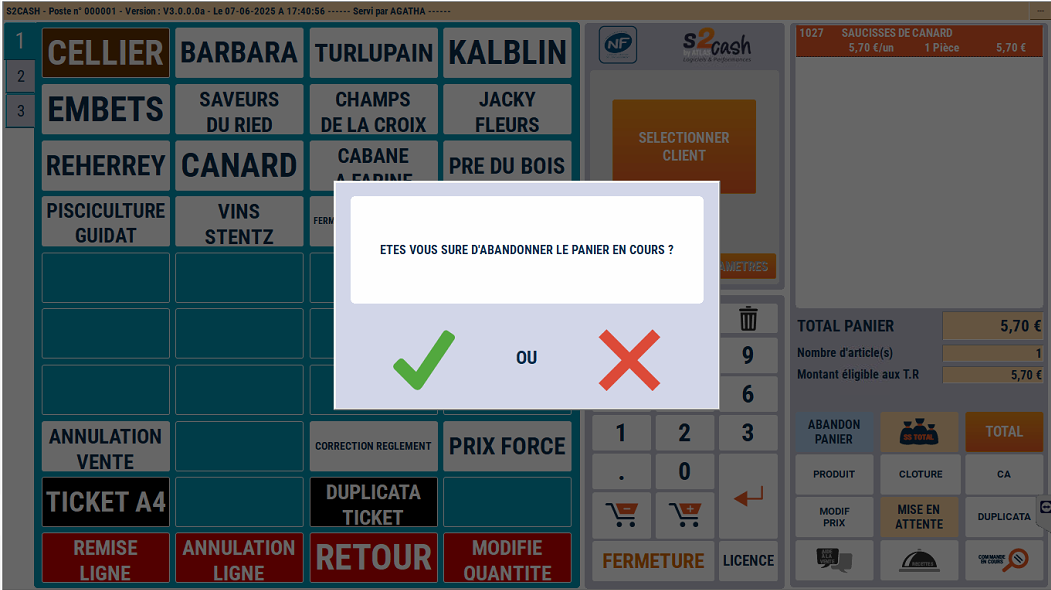 S2CASH - Poste n° 000001 - Version : V3.0.0.0a - Le 07-06-2025 A 17:40:56 ------ Servi par AGATHA ------
1
2
3
CELLIER
BARBARA
TURLUPAIN
KALBLIN
EMBETS
SAVEURS
DU RIED
CHAMPS
DE LA CROIX
JACKY
FLEURS
REHERREY
CANARD
CABANE
A FARINE
PRE DU BOIS
PISCICULTURE
GUIDAT
VINS
STENTZ
ANNULATION
VENTE
CORRECTION REGLEMENT
PRIX FORCE
TICKET A4
DUPLICATA
TICKET
REMISE
LIGNE
ANNULATION
LIGNE
RETOUR
MODIFIE
QUANTITE
ETES VOUS SURE D'ABANDONNER LE PANIER EN COURS ?
OU
NF
S2cash
by ATLAS
Logiciels & Performances
SELECTIONNER
CLIENT
9
6
1
2
3
.
0
FERMETURE
LICENCE
1027 SAUCISSES DE CANARD
5,70 €/un 1 Pièce 5,70 €
TOTAL PANIER 5,70 €
Nombre d'article(s) 1
Montant éligible aux T.R 5,70 €
ABANDON
PANIER
SS TOTAL
TOTAL
PRODUIT
CLOTURE
CA
MODIF
PRIX
MISE EN
ATTENTE
DUPLICATA
COMMANDE
EN COURS